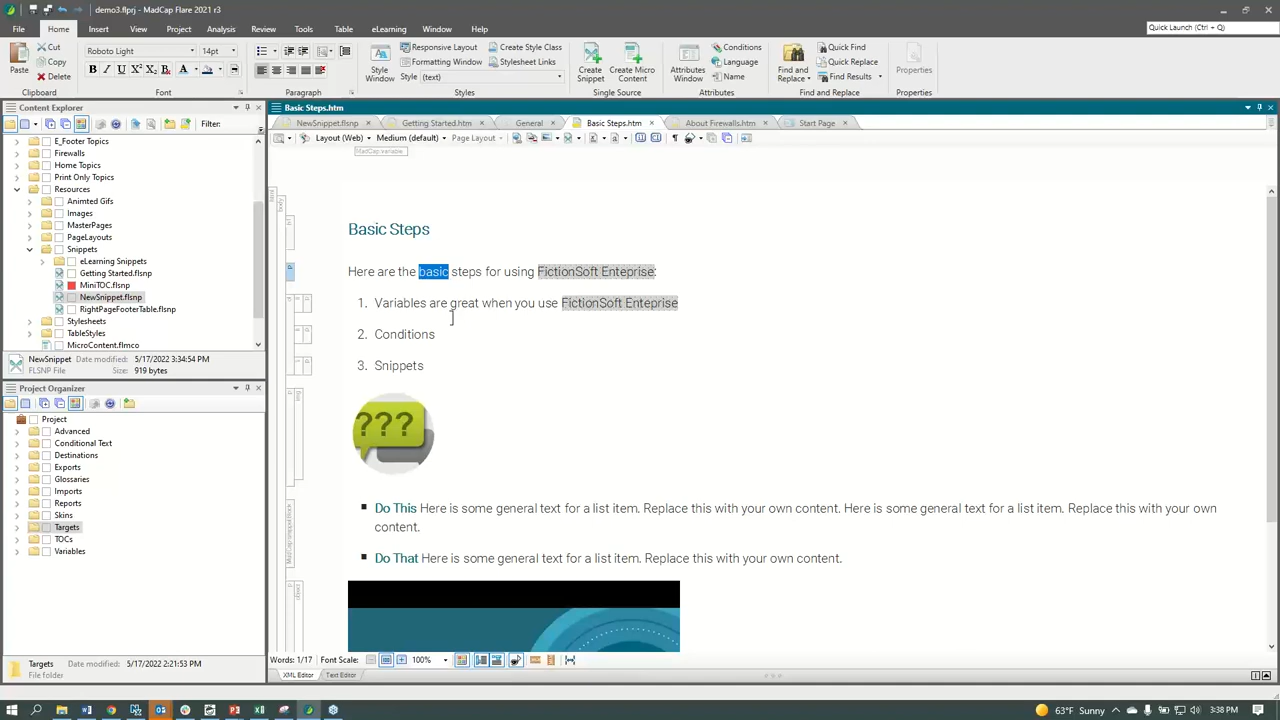 demo3.flprj - MadCap Flare 2021 r3
File Home Insert View Project Analysis Review Tools Table eLearning Window Help
Quick Launch (Ctrl + Q)
Paste
Cut
Copy
Delete
Clipboard
Roboto Light 14pt
Font
Paragraph
Style Window
Responsive Layout
Formatting Window
Style (text)
Create Style Class
Stylesheet Links
Styles
Create Snippet
Create Micro Content
Single Source
Attributes Window
Conditions
Language
Name
Attributes
Find and Replace
Quick Find
Quick Replace
Find Results
Find and Replace
Properties
Properties
Content Explorer
Filter:
E_Footer Topics
Firewalls
Home Topics
Print Only Topics
Resources
Animted Gifs
Images
MasterPages
PageLayouts
Snippets
eLearning Snippets
Getting Started.flsnp
MiniTOC.flsnp
NewSnippet.flsnp
RightPageFooterTable.flsnp
Stylesheets
TableStyles
MicroContent.flmco
NewSnippet Date modified: 5/17/2022 3:34:54 PM
FLSNP File Size: 919 bytes
Project Organizer
Project
Advanced
Conditional Text
Destinations
Exports
Glossaries
Imports
Reports
Skins
Targets
TOCs
Variables
Targets Date modified: 5/17/2022 2:21:53 PM
File folder
Basic Steps.htm
NewSnippet.flsnp Getting Started.htm General Basic Steps.htm About Firewalls.htm Start Page
Layout (Web) Medium (default) Page Layout
MadCap:variable
html
body
Basic Steps
Here are the basic steps for using FictionSoft Enteprise:
1. Variables are great when you use FictionSoft Enteprise
2. Conditions
3. Snippets
???
Do This Here is some general text for a list item. Replace this with your own content. Here is some general text for a list item. Replace this with your own
content.
Do That Here is some general text for a list item. Replace this with your own content.
Words: 1/17 Font Scale: 100%
XML Editor Text Editor
63°F Sunny 3:38 PM